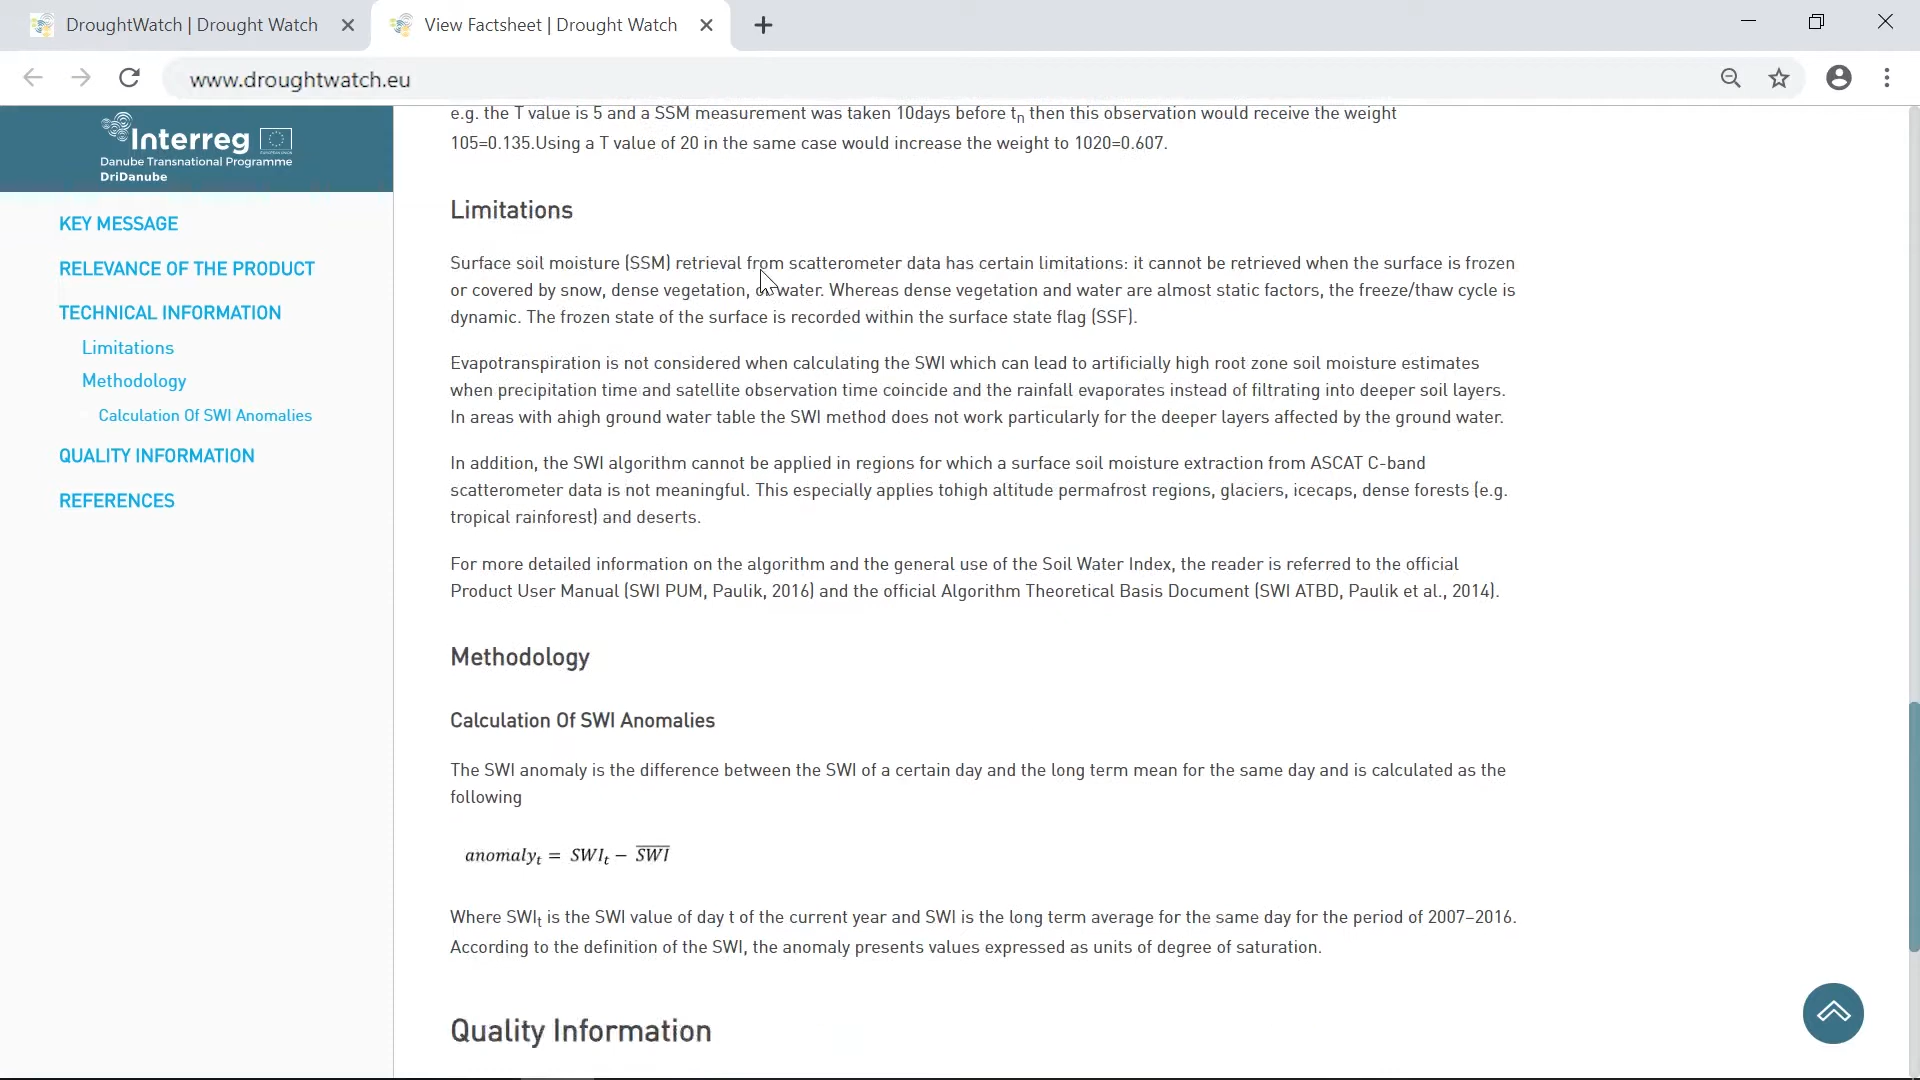 DroughtWatch | Drought Watch
View Factsheet | Drought Watch
www.droughtwatch.eu
Interreg
Danube Transnational Programme
DriDanube
KEY MESSAGE
RELEVANCE OF THE PRODUCT
TECHNICAL INFORMATION
Limitations
Methodology
Calculation Of SWI Anomalies
QUALITY INFORMATION
REFERENCES
e.g. the T value is 5 and a SSM measurement was taken 10days before tn then this observation would receive the weight
105=0.135.Using a T value of 20 in the same case would increase the weight to 1020=0.607.
Limitations
Surface soil moisture (SSM) retrieval from scatterometer data has certain limitations: it cannot be retrieved when the surface is frozen
or covered by snow, dense vegetation, water. Whereas dense vegetation and water are almost static factors, the freeze/thaw cycle is
dynamic. The frozen state of the surface is recorded within the surface state flag (SSF).
Evapotranspiration is not considered when calculating the SWI which can lead to artificially high root zone soil moisture estimates
when precipitation time and satellite observation time coincide and the rainfall evaporates instead of filtrating into deeper soil layers.
In areas with ahigh ground water table the SWI method does not work particularly for the deeper layers affected by the ground water.
In addition, the SWI algorithm cannot be applied in regions for which a surface soil moisture extraction from ASCAT C-band
scatterometer data is not meaningful. This especially applies tohigh altitude permafrost regions, glaciers, icecaps, dense forests (e.g.
tropical rainforest) and deserts.
For more detailed information on the algorithm and the general use of the Soil Water Index, the reader is referred to the official
Product User Manual (SWI PUM, Paulik, 2016) and the official Algorithm Theoretical Basis Document (SWI ATBD, Paulik et al., 2014).
Methodology
Calculation Of SWI Anomalies
The SWI anomaly is the difference between the SWI of a certain day and the long term mean for the same day and is calculated as the
following
anomalyt = SWIt − S̅W̅I̅
Where SWIt is the SWI value of day t of the current year and SWI is the long term average for the same day for the period of 2007–2016.
According to the definition of the SWI, the anomaly presents values expressed as units of degree of saturation.
Quality Information